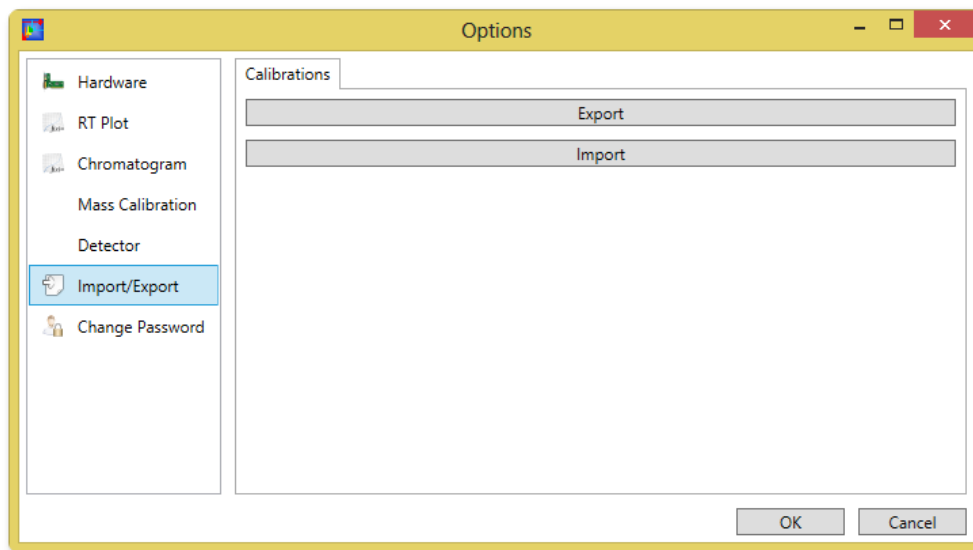 Options
Hardware
RT Plot
Chromatogram
Mass Calibration
Detector
Import/Export
Change Password
Calibrations
Export
Import
OK
Cancel